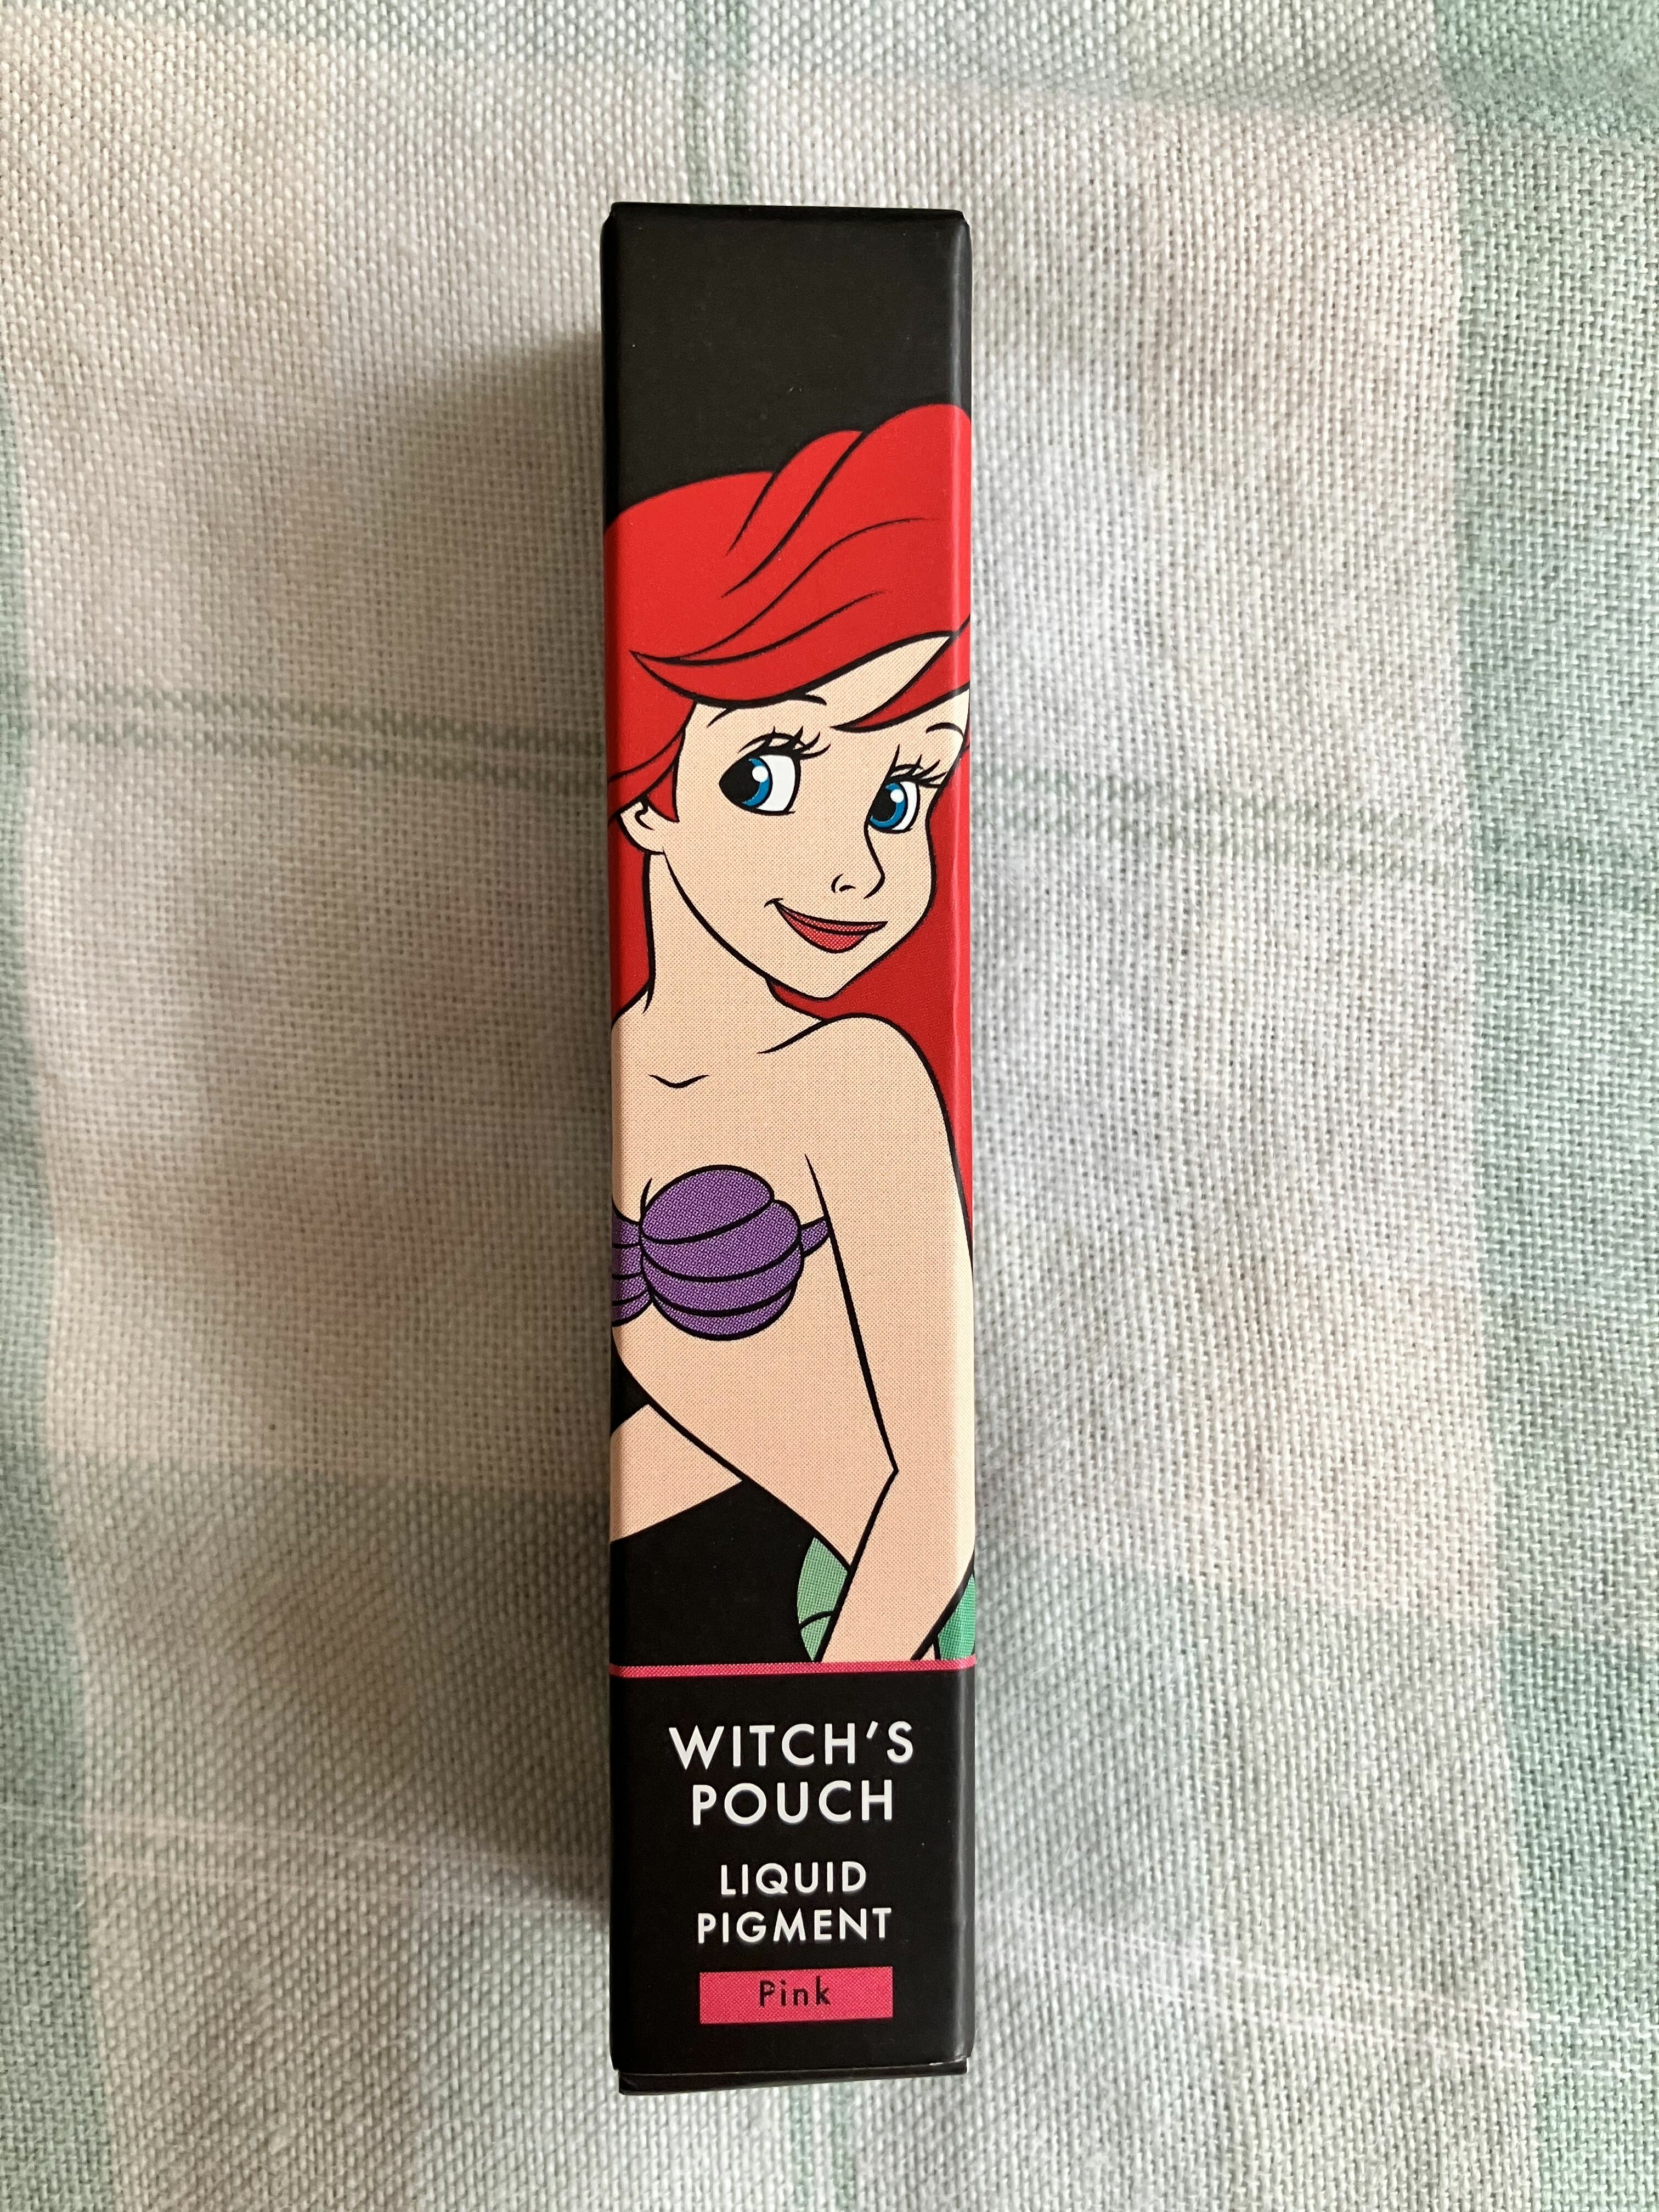 WITCH'S
POUCH
LIQUID
PIGMENT
Pink